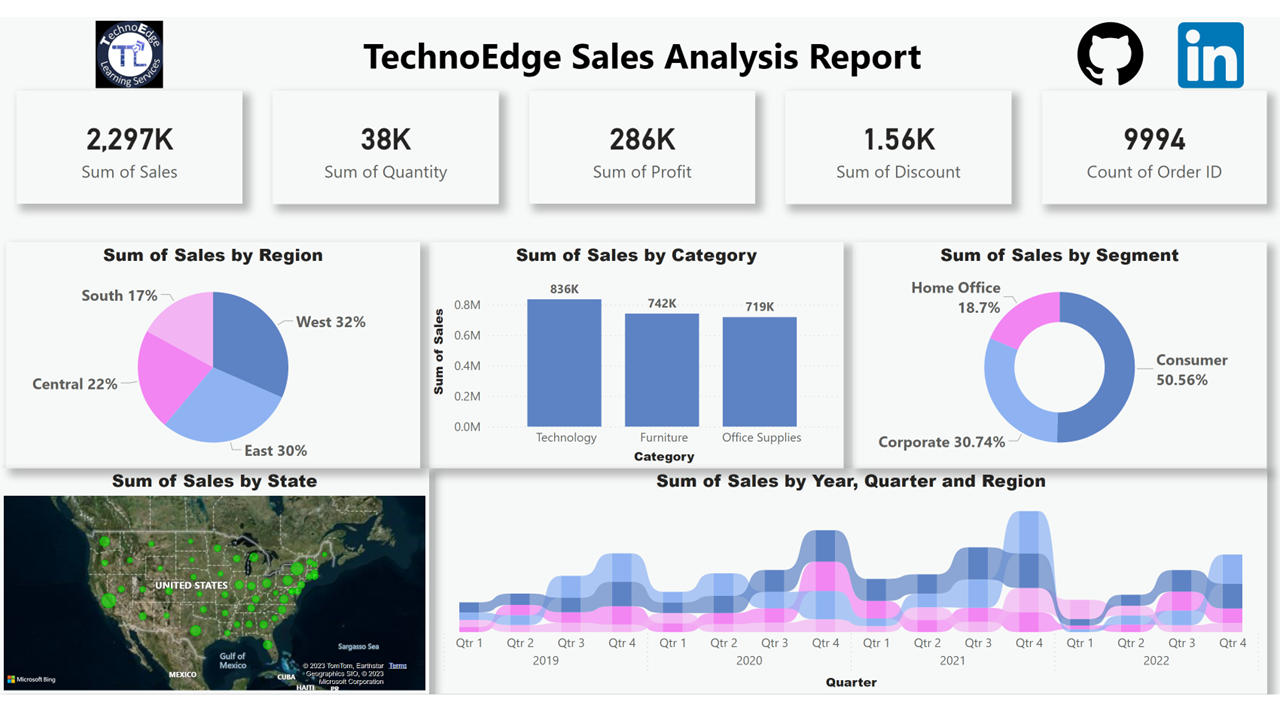 TechnoEdge
TL
Learning Services
TechnoEdge Sales Analysis Report
in
2,297K
Sum of Sales
38K
Sum of Quantity
286K
Sum of Profit
1.56K
Sum of Discount
9994
Count of Order ID
Sum of Sales by Region
South 17%
West 32%
Central 22%
East 30%
Sum of Sales by Category
Sum of Sales
0.8M
0.6M
0.4M
0.2M
0.0M
836K
742K
719K
Technology
Furniture
Office Supplies
Category
Sum of Sales by Segment
Home Office
18.7%
Consumer
50.56%
Corporate 30.74%
Sum of Sales by State
UNITED STATES
Sargasso Sea
Gulf of
Mexico
MEXICO
CUBA
HAITI
PR
© 2023 TomTom, Earthstar
Geographics SIO, © 2023
Microsoft Corporation
Terms
Microsoft Bing
Sum of Sales by Year, Quarter and Region
Qtr 1 Qtr 2 Qtr 3 Qtr 4 Qtr 1 Qtr 2 Qtr 3 Qtr 4 Qtr 1 Qtr 2 Qtr 3 Qtr 4 Qtr 1 Qtr 2 Qtr 3 Qtr 4
2019 2020 2021 2022
Quarter